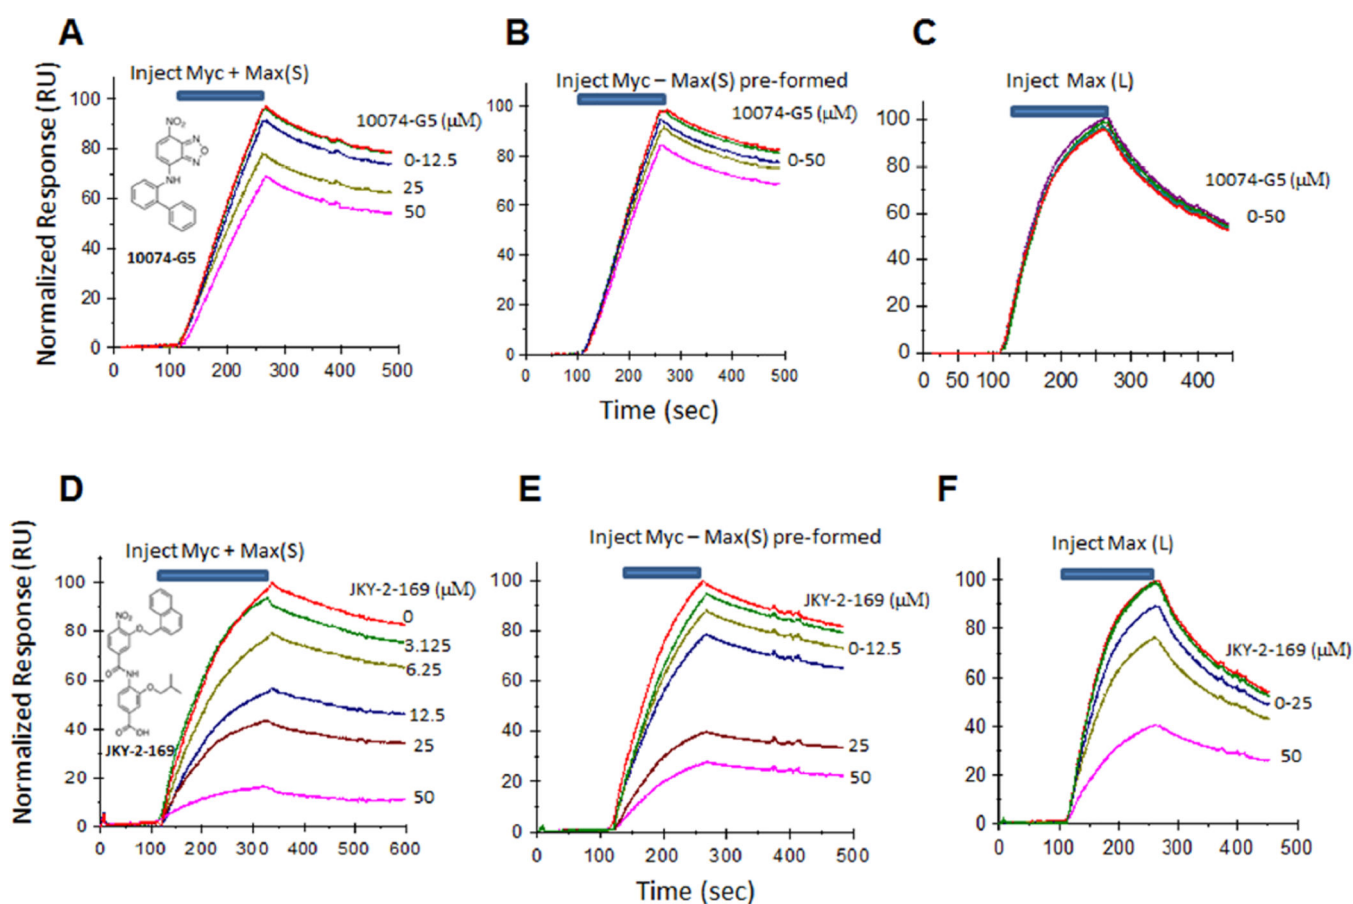 A
Inject Myc + Max(S)
10074-G5 (μM)
0-12.5
25
50
NO₂
N
O
N
NH
10074-G5
Normalized Response (RU)
100
80
60
40
20
0
0 100 200 300 400 500
B
Inject Myc – Max(S) pre-formed
10074-G5 (μM)
0-50
100
80
60
40
20
0
0 100 200 300 400 500
Time (sec)
C
Inject Max (L)
10074-G5 (μM)
0-50
100
80
60
40
20
0
0 50 100 200 300 400
D
Inject Myc + Max(S)
JKY-2-169 (μM)
0
3.125
6.25
12.5
25
50
NO₂
O
O
NH
O
O
OH
JKY-2-169
Normalized Response (RU)
100
80
60
40
20
0
0 100 200 300 400 500 600
E
Inject Myc – Max(S) pre-formed
JKY-2-169 (μM)
0-12.5
25
50
100
80
60
40
20
0
0 100 200 300 400 500
Time (sec)
F
Inject Max (L)
JKY-2-169 (μM)
0-25
50
100
80
60
40
20
0
0 100 200 300 400 500